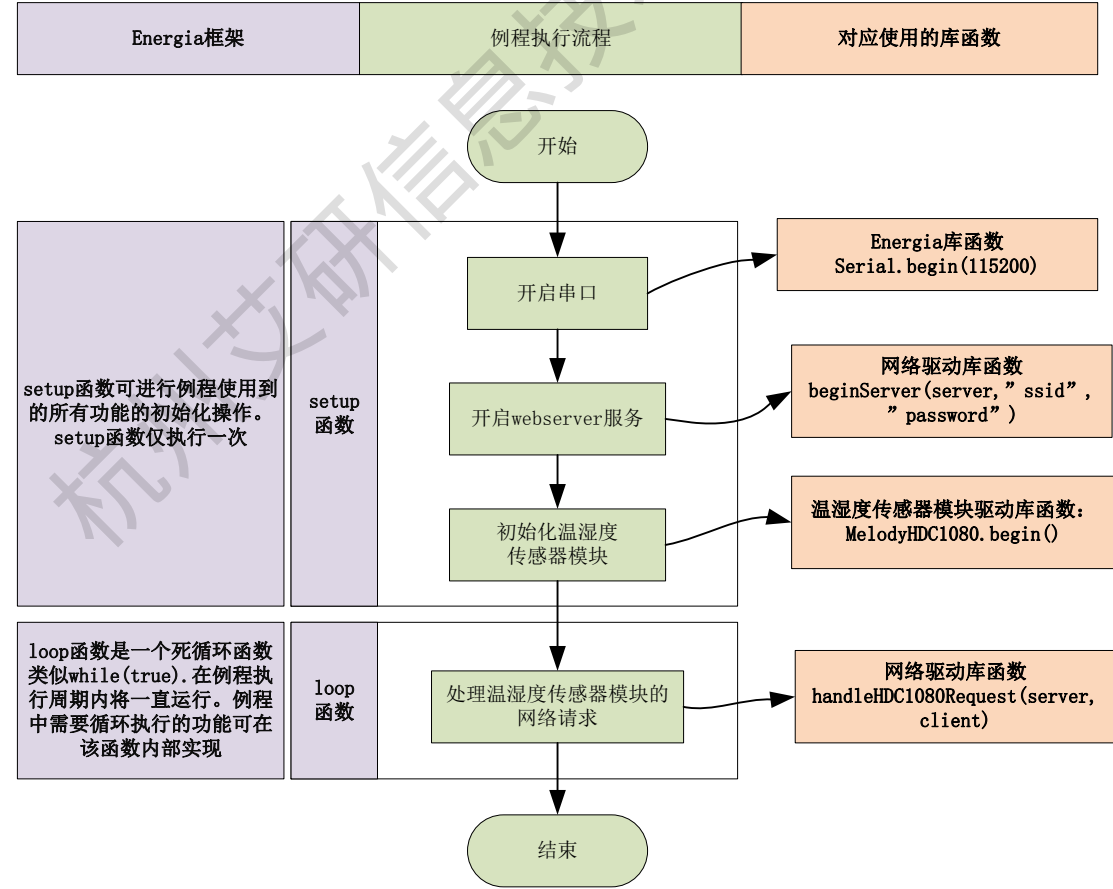 Energia框架
例程执行流程
对应使用的库函数
开始
setup函数可进行例程使用到
的所有功能的初始化操作。
setup函数仅执行一次
setup
函数
开启串口
Energia库函数
Serial.begin(115200)
开启webserver服务
网络驱动库函数
beginServer(server,”ssid”,
”password”)
初始化温湿度
传感器模块
温湿度传感器模块驱动库函数:
MelodyHDC1080.begin()
loop函数是一个死循环函数
类似while(true).在例程执
行周期内将一直运行。例程
中需要循环执行的功能可在
该函数内部实现
loop
函数
处理温湿度传感器模块的
网络请求
网络驱动库函数
handleHDC1080Request(server,
client)
结束
杭州艾研信息技